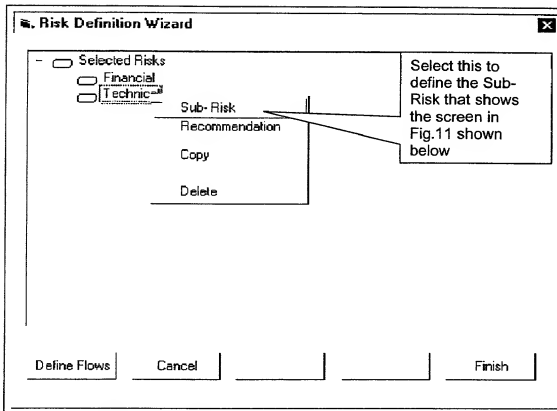 Risk Definition Wizard
Selected Risks
Financial
Technical
Sub- Risk
Recommendation
Copy
Delete
Select this to
define the Sub-
Risk that shows
the screen in
Fig.11 shown
below
Define Flows
Cancel
Finish